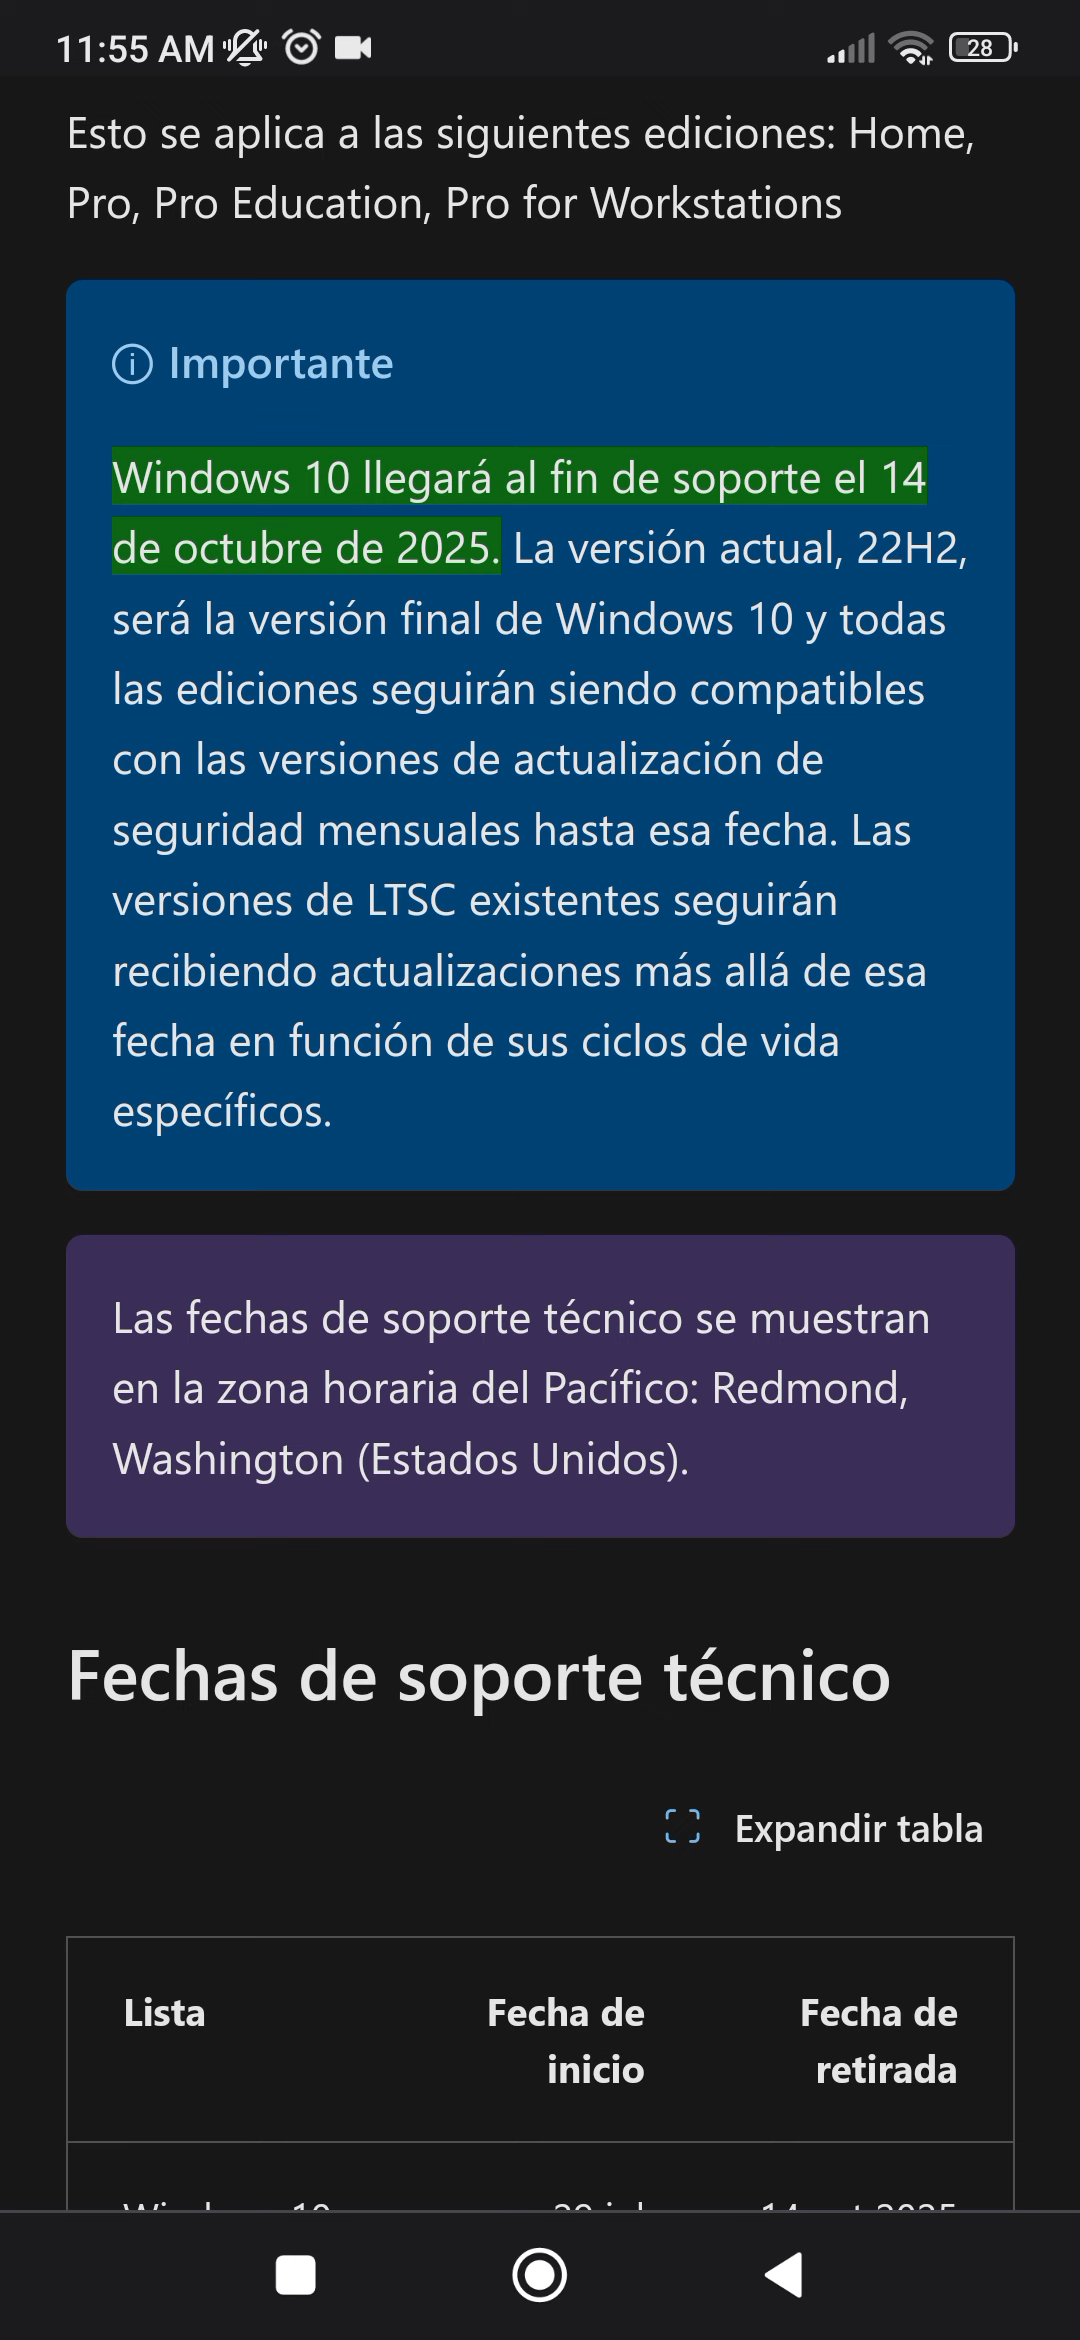 11:55 AM 28
Esto se aplica a las siguientes ediciones: Home,
Pro, Pro Education, Pro for Workstations
Importante
Windows 10 llegará al fin de soporte el 14
de octubre de 2025. La versión actual, 22H2,
será la versión final de Windows 10 y todas
las ediciones seguirán siendo compatibles
con las versiones de actualización de
seguridad mensuales hasta esa fecha. Las
versiones de LTSC existentes seguirán
recibiendo actualizaciones más allá de esa
fecha en función de sus ciclos de vida
específicos.
Las fechas de soporte técnico se muestran
en la zona horaria del Pacífico: Redmond,
Washington (Estados Unidos).
Fechas de soporte técnico
Expandir tabla
Lista Fecha de Fecha de
inicio retirada